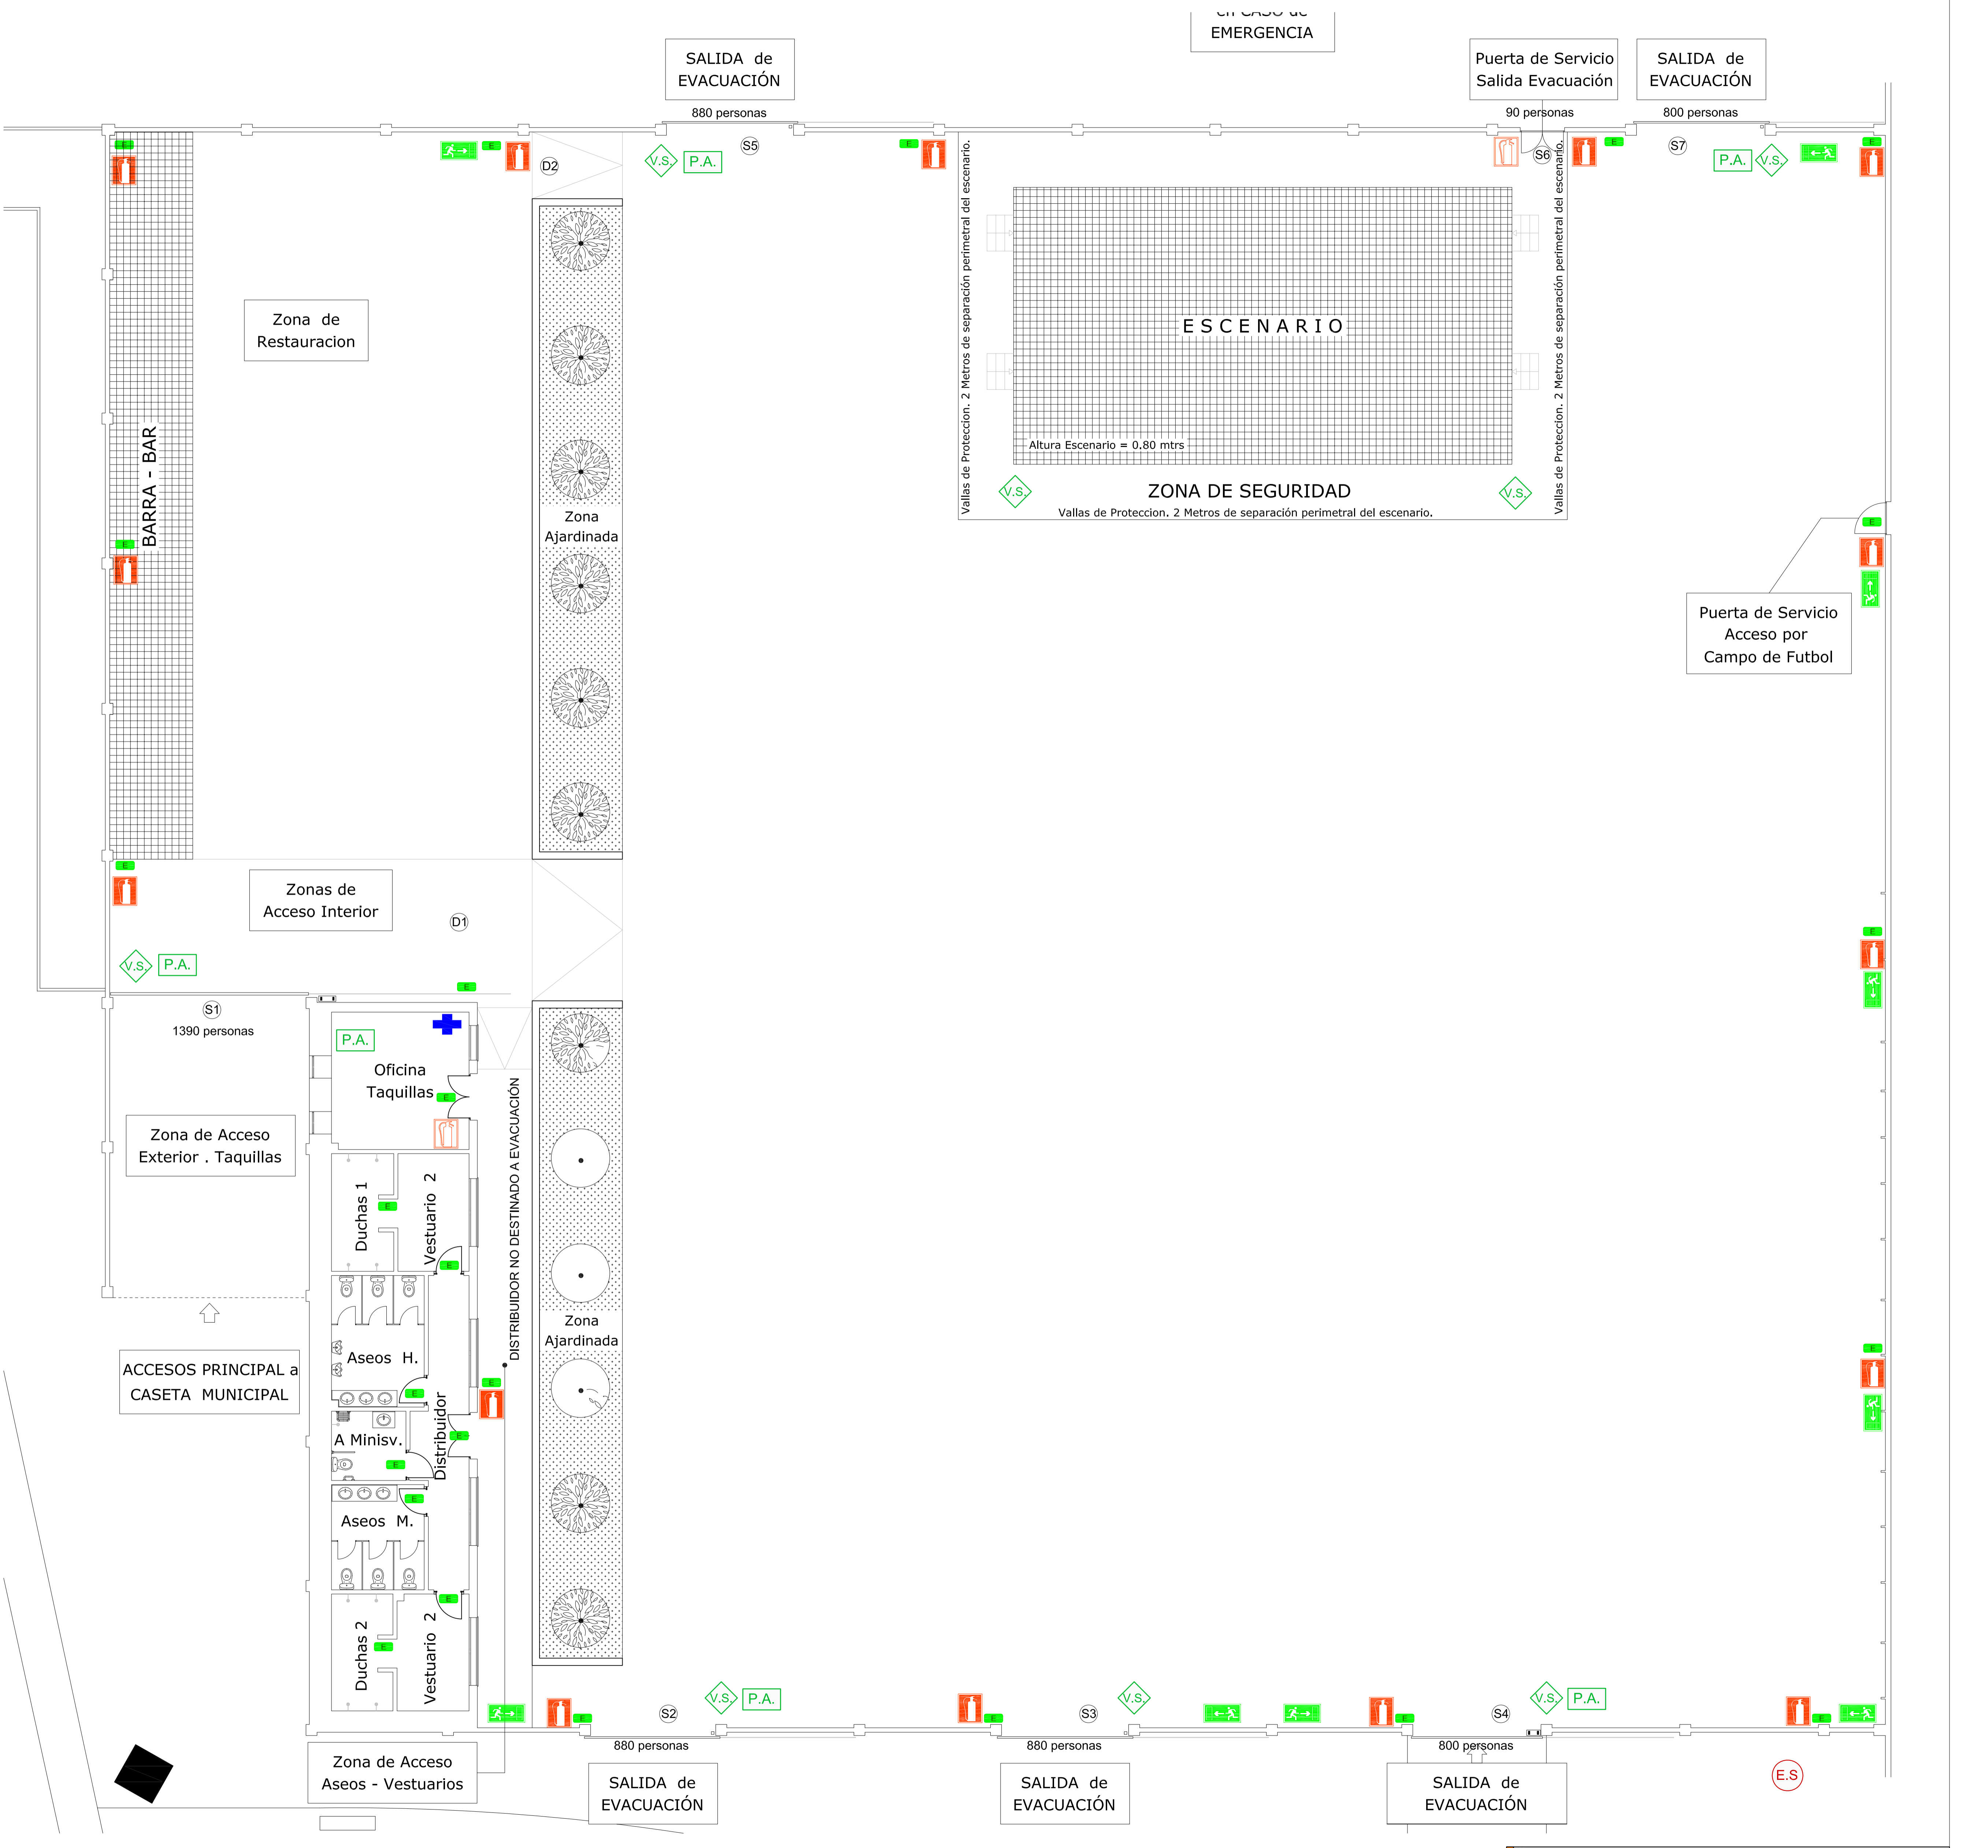 en CASO de
EMERGENCIA
SALIDA de
EVACUACIÓN
880 personas
Puerta de Servicio
Salida Evacuación
90 personas
SALIDA de
EVACUACIÓN
800 personas
E
E
D2
V.S.
P.A.
S5
E
S6
E
S7
P.A.
V.S.
E
Vallas de Proteccion. 2 Metros de separación perimetral del escenario.
Vallas de Proteccion. 2 Metros de separación perimetral del escenario.
Zona de
Restauracion
ESCENARIO
Altura Escenario = 0.80 mtrs
BARRA - BAR
V.S.
ZONA DE SEGURIDAD
V.S.
Vallas de Proteccion. 2 Metros de separación perimetral del escenario.
Zona
Ajardinada
E
E
Puerta de Servicio
Acceso por
Campo de Futbol
E
Zonas de
Acceso Interior
D1
E
V.S.
P.A.
E
S1
1390 personas
P.A.
Oficina
Taquillas
E
Zona de Acceso
Exterior . Taquillas
DISTRIBUIDOR NO DESTINADO A EVACUACIÓN
Duchas 1
E
Vestuario 2
E
Zona
Ajardinada
Aseos H.
E
E
E
ACCESOS PRINCIPAL a
CASETA MUNICIPAL
Distribuidor
E
A Minisv.
E
E
Aseos M.
E
Duchas 2
E
Vestuario 2
E
S2
V.S.
P.A.
E
S3
V.S.
E
S4
V.S.
P.A.
E
880 personas
880 personas
800 personas
Zona de Acceso
Aseos - Vestuarios
SALIDA de
EVACUACIÓN
SALIDA de
EVACUACIÓN
SALIDA de
EVACUACIÓN
E.S